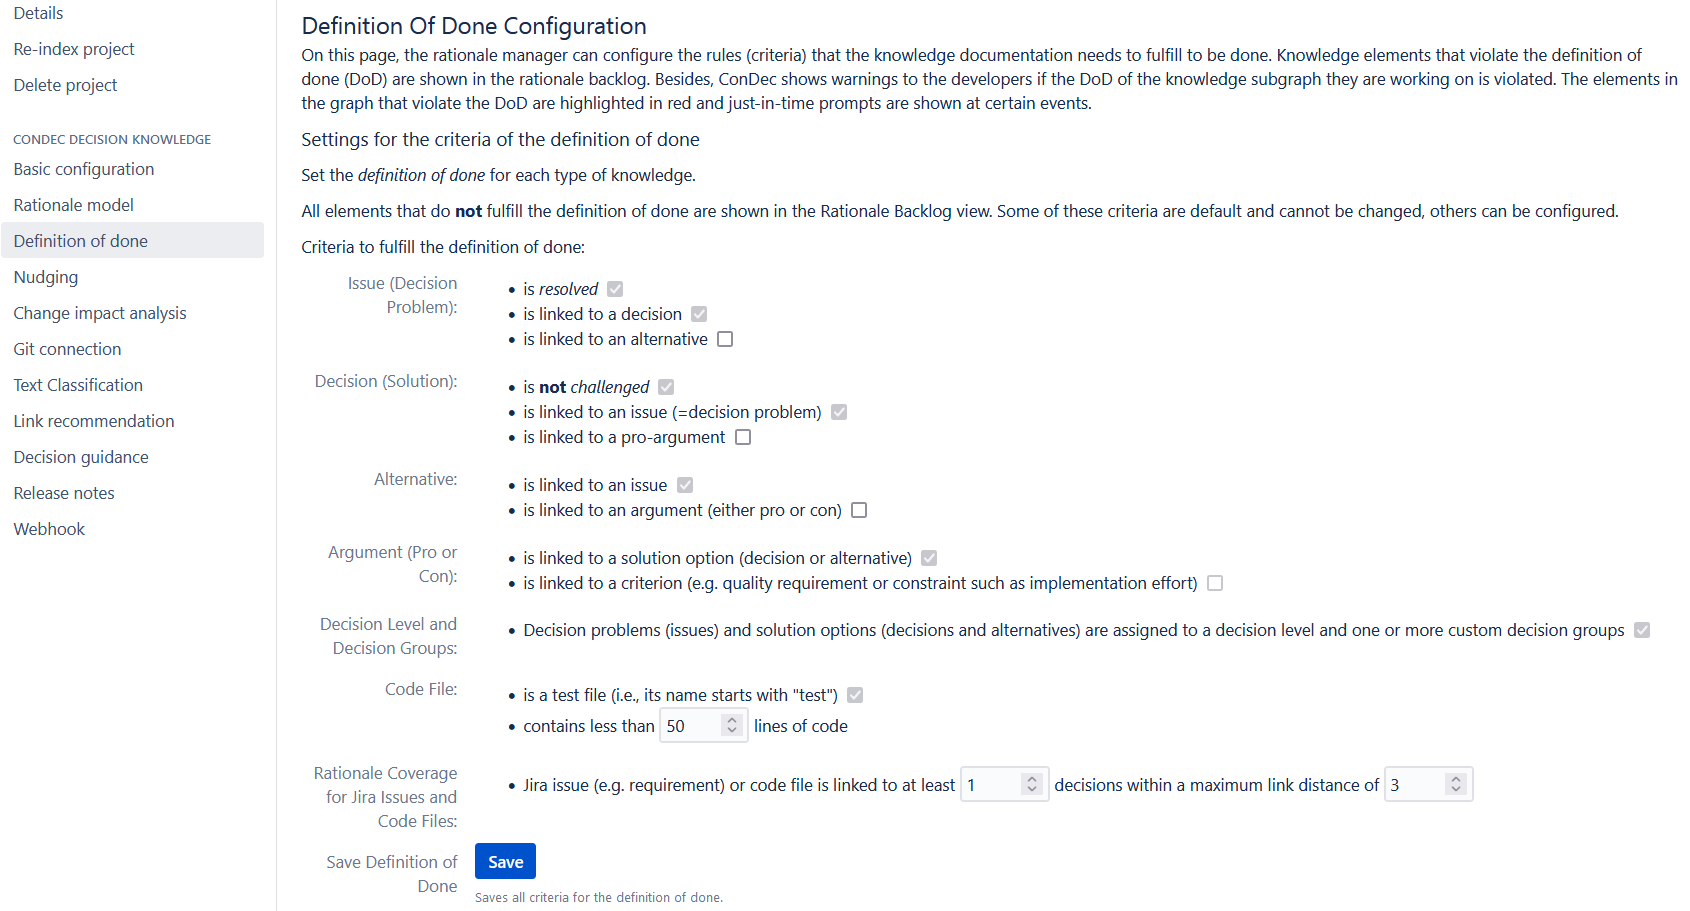 Details
Re-index project
Delete project
CONDEC DECISION KNOWLEDGE
Basic configuration
Rationale model
Definition of done
Nudging
Change impact analysis
Git connection
Text Classification
Link recommendation
Decision guidance
Release notes
Webhook
Definition Of Done Configuration
On this page, the rationale manager can configure the rules (criteria) that the knowledge documentation needs to fulfill to be done. Knowledge elements that violate the definition of
done (DoD) are shown in the rationale backlog. Besides, ConDec shows warnings to the developers if the DoD of the knowledge subgraph they are working on is violated. The elements in
the graph that violate the DoD are highlighted in red and just-in-time prompts are shown at certain events.
Settings for the criteria of the definition of done
Set the definition of done for each type of knowledge.
All elements that do not fulfill the definition of done are shown in the Rationale Backlog view. Some of these criteria are default and cannot be changed, others can be configured.
Criteria to fulfill the definition of done:
Issue (Decision
Problem):
• is resolved
• is linked to a decision
• is linked to an alternative
Decision (Solution):
• is not challenged
• is linked to an issue (=decision problem)
• is linked to a pro-argument
Alternative:
• is linked to an issue
• is linked to an argument (either pro or con)
Argument (Pro or
Con):
• is linked to a solution option (decision or alternative)
• is linked to a criterion (e.g. quality requirement or constraint such as implementation effort)
Decision Level and
Decision Groups:
• Decision problems (issues) and solution options (decisions and alternatives) are assigned to a decision level and one or more custom decision groups
Code File:
• is a test file (i.e., its name starts with "test")
• contains less than 50 lines of code
Rationale Coverage
for Jira Issues and
Code Files:
• Jira issue (e.g. requirement) or code file is linked to at least 1 decisions within a maximum link distance of 3
Save Definition of
Done
Save
Saves all criteria for the definition of done.